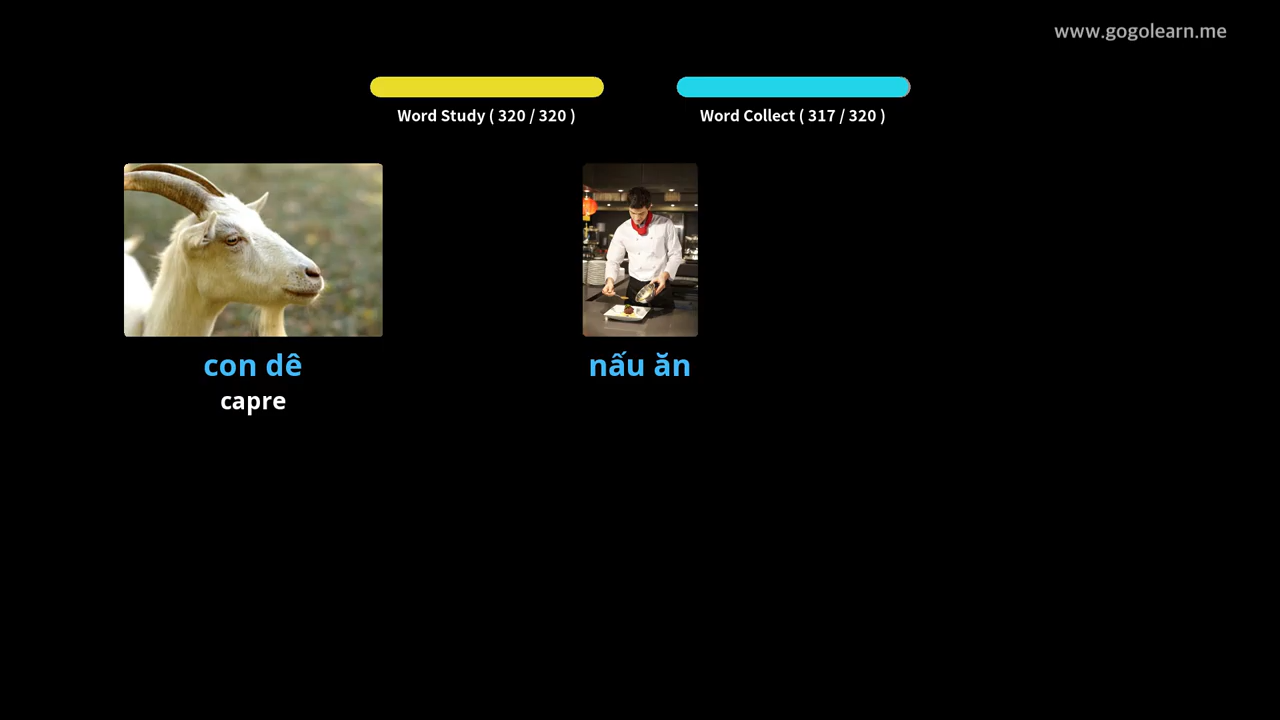 www.gogolearn.me
Word Study ( 320 / 320 )
Word Collect ( 317 / 320 )
con dê
capre
nấu ăn